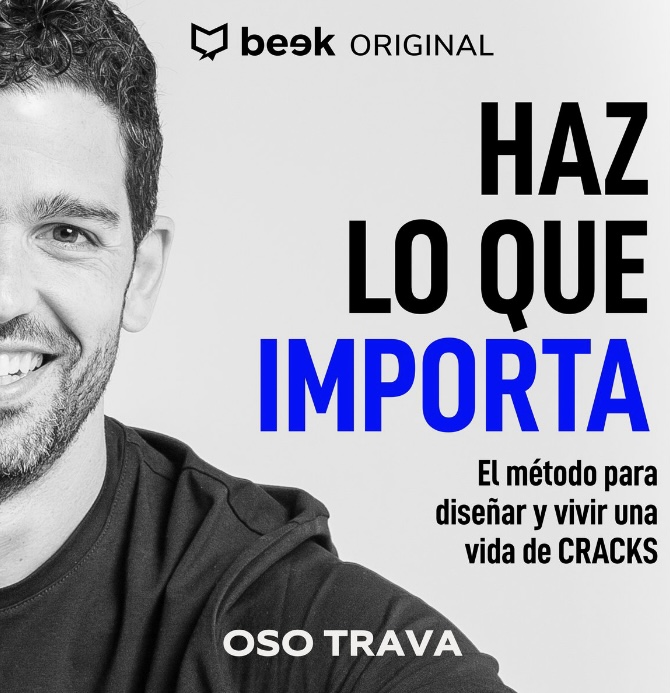 beek ORIGINAL
HAZ
LO QUE
IMPORTA
El método para
diseñar y vivir una
vida de CRACKS
OSO TRAVA